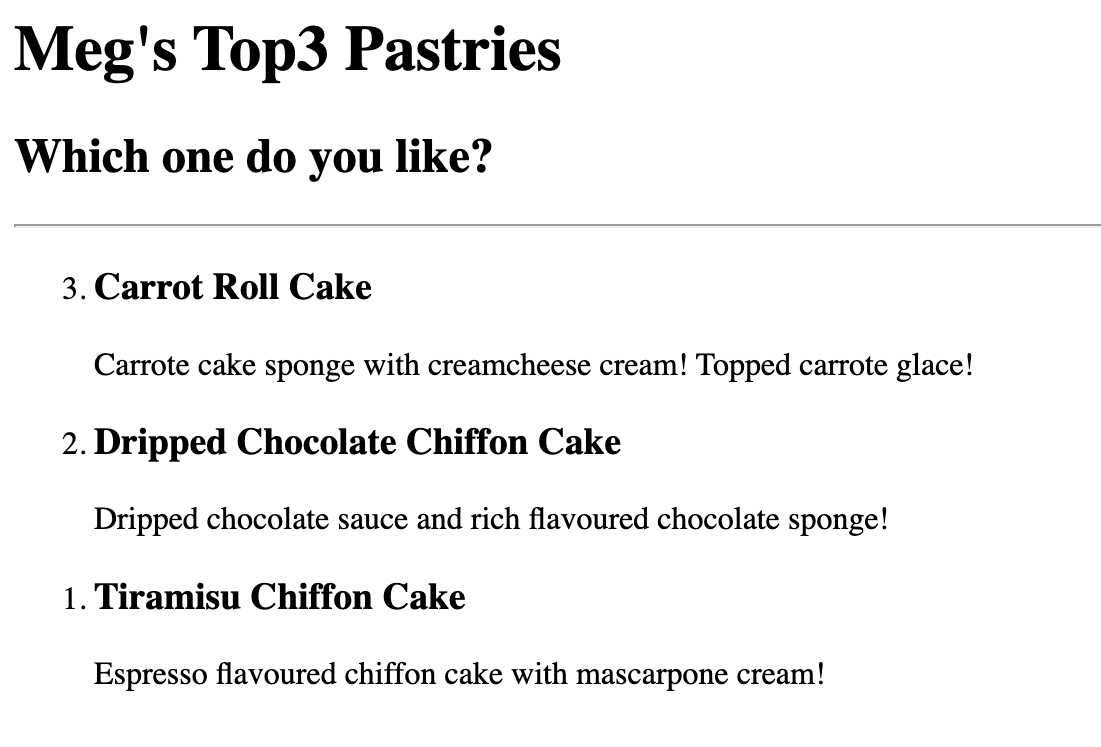 Meg's Top3 Pastries
Which one do you like?
3. Carrot Roll Cake
Carrote cake sponge with creamcheese cream! Topped carrote glace!
2. Dripped Chocolate Chiffon Cake
Dripped chocolate sauce and rich flavoured chocolate sponge!
1. Tiramisu Chiffon Cake
Espresso flavoured chiffon cake with mascarpone cream!